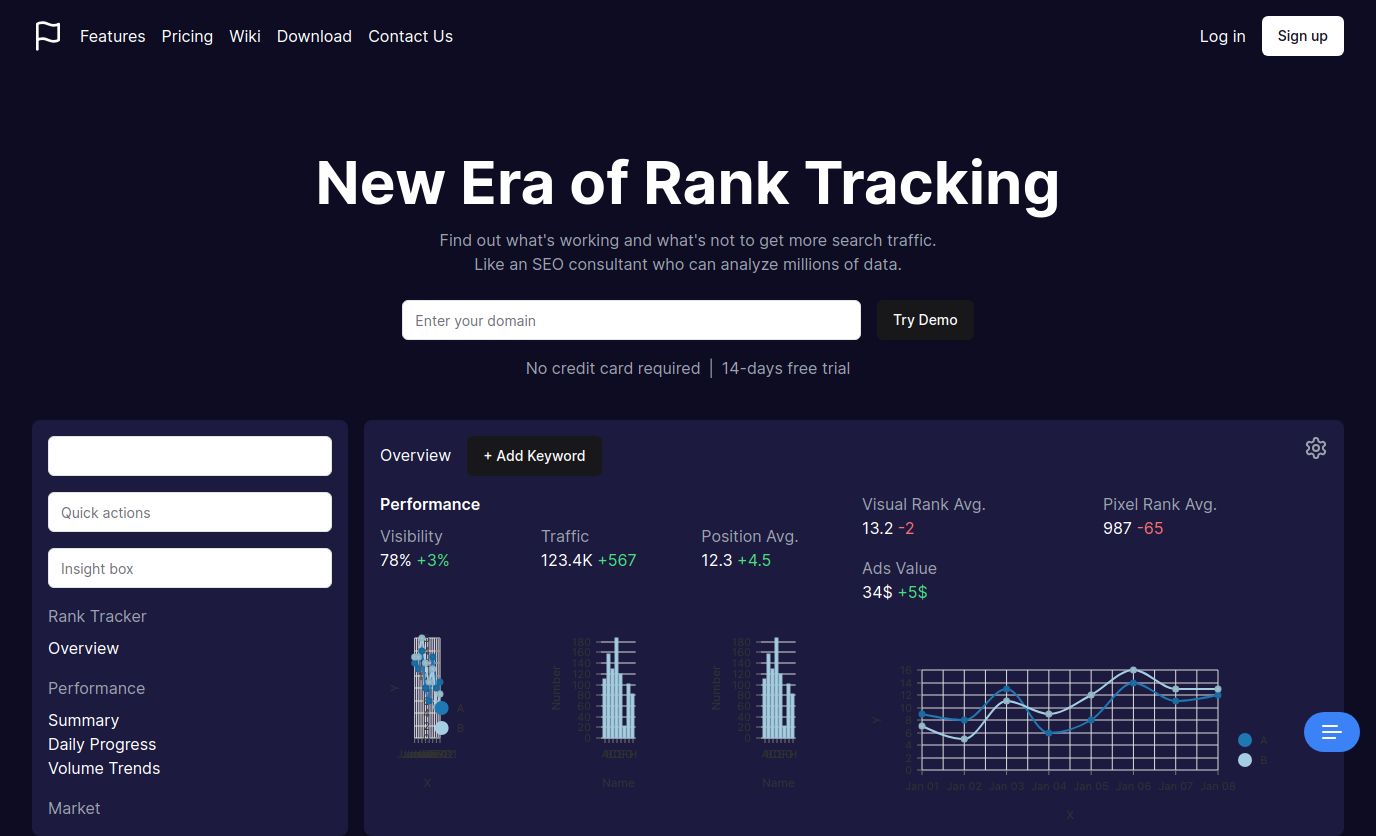 Features Pricing Wiki Download Contact Us
Log in Sign up
New Era of Rank Tracking
Find out what's working and what's not to get more search traffic.
Like an SEO consultant who can analyze millions of data.
Enter your domain
Try Demo
No credit card required | 14-days free trial
Quick actions
Insight box
Rank Tracker
Overview
Performance
Summary
Daily Progress
Volume Trends
Market
Overview
+ Add Keyword
Performance
Visibility
78% +3%
Traffic
123.4K +567
Position Avg.
12.3 +4.5
Visual Rank Avg.
13.2 -2
Pixel Rank Avg.
987 -65
Ads Value
34$ +5$
Y
A
B
X
180
160
140
120
100
80
60
40
20
0
Number
Name
180
160
140
120
100
80
60
40
20
0
Number
Name
16
14
12
10
8
6
4
2
0
Y
Jan 01 Jan 02 Jan 03 Jan 04 Jan 05 Jan 06 Jan 07 Jan 08
X
A
B